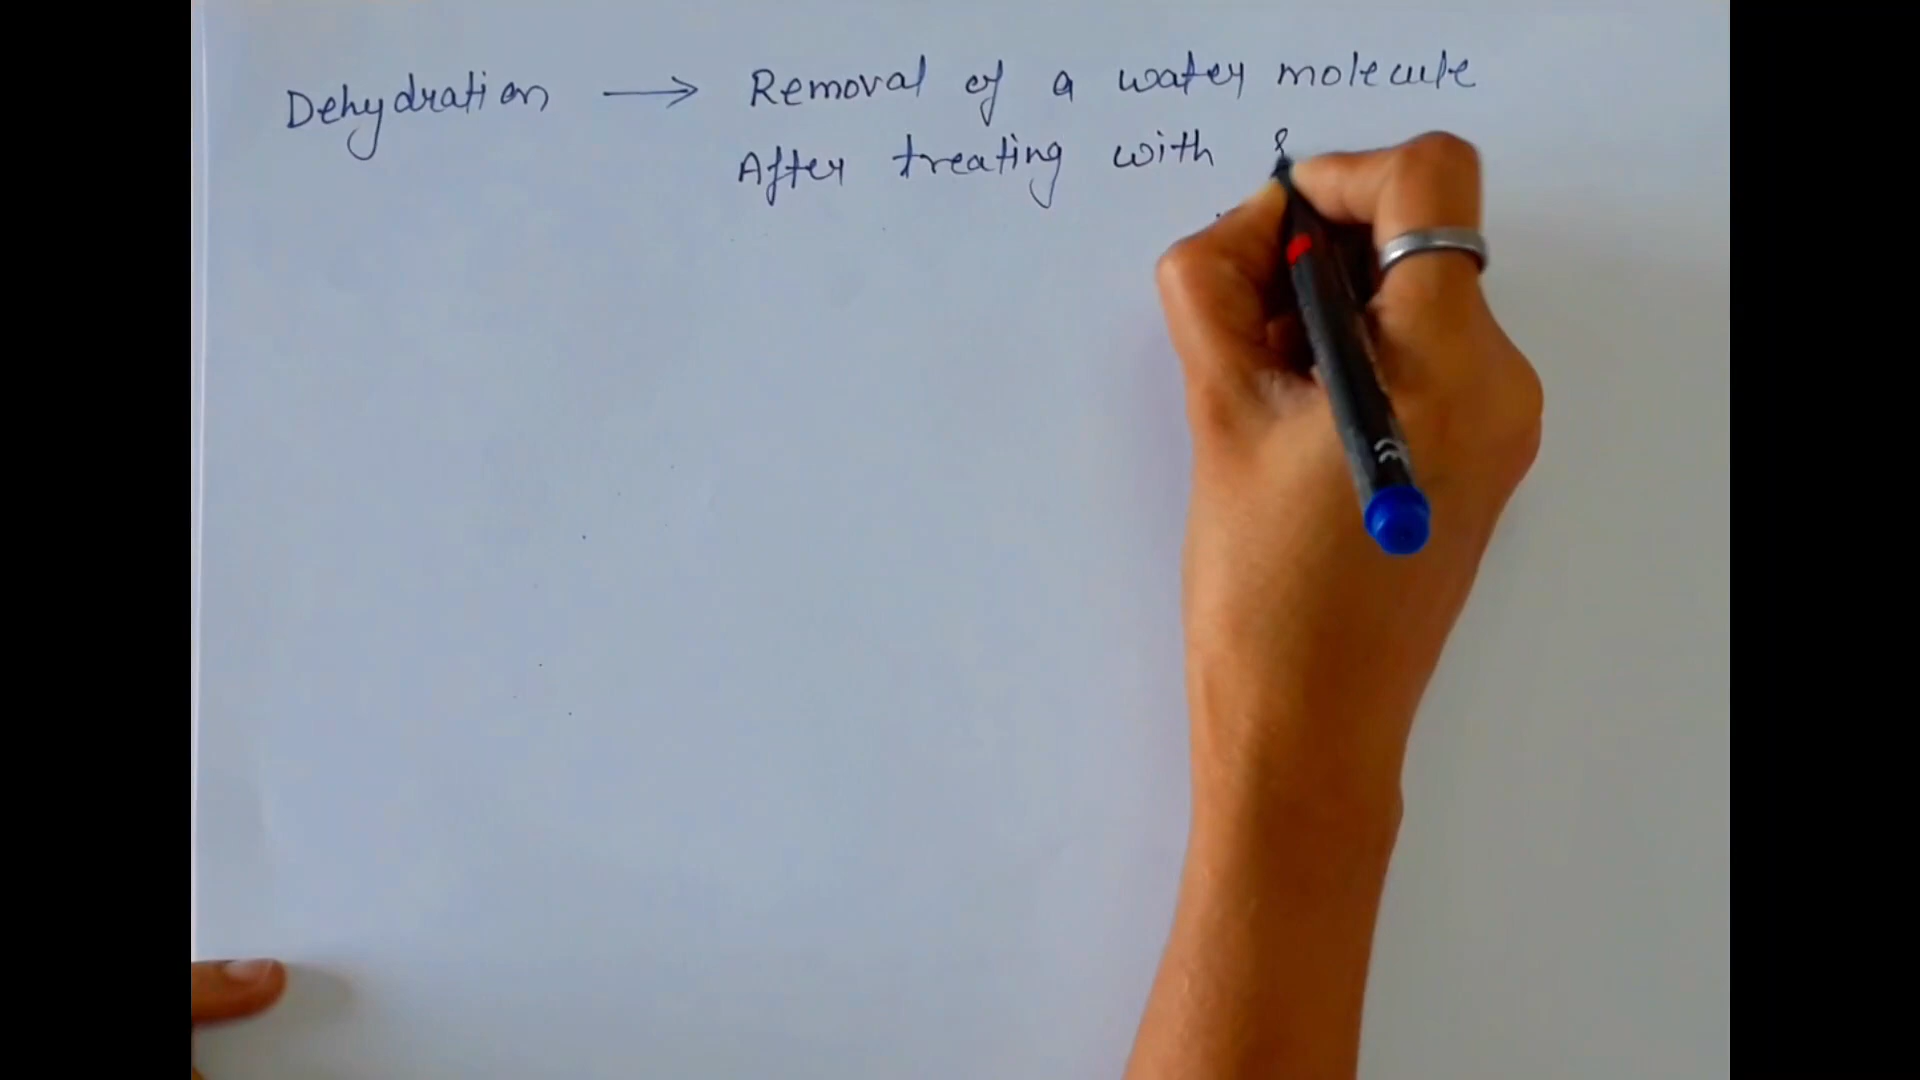 Dehydration → Removal of a water molecule
After treating with